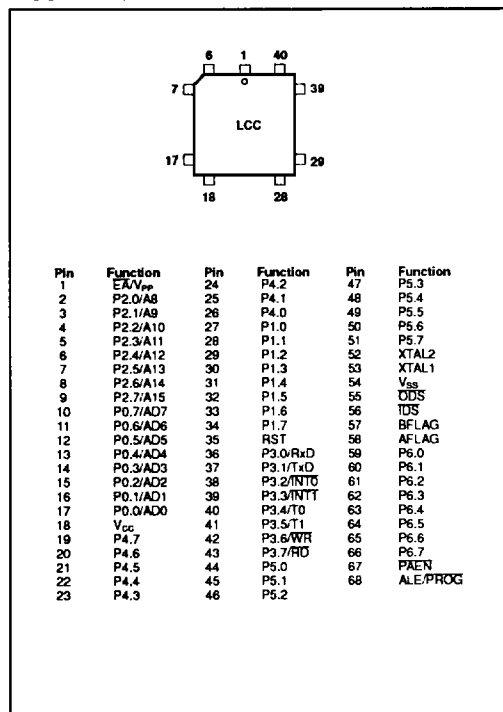 6 1 40
7 39
LCC
17 29
18 28
Pin Function Pin Function Pin Function
1 E̅A̅/VPP 24 P4.2 47 P5.3
2 P2.0/A8 25 P4.1 48 P5.4
3 P2.1/A9 26 P4.0 49 P5.5
4 P2.2/A10 27 P1.0 50 P5.6
5 P2.3/A11 28 P1.1 51 P5.7
6 P2.4/A12 29 P1.2 52 XTAL2
7 P2.5/A13 30 P1.3 53 XTAL1
8 P2.6/A14 31 P1.4 54 VSS
9 P2.7/A15 32 P1.5 55 O̅D̅S̅
10 P0.7/AD7 33 P1.6 56 I̅D̅S̅
11 P0.6/AD6 34 P1.7 57 BFLAG
12 P0.5/AD5 35 RST 58 AFLAG
13 P0.4/AD4 36 P3.0/RxD 59 P6.0
14 P0.3/AD3 37 P3.1/TxD 60 P6.1
15 P0.2/AD2 38 P3.2/I̅N̅T̅0̅ 61 P6.2
16 P0.1/AD1 39 P3.3/I̅N̅T̅1̅ 62 P6.3
17 P0.0/AD0 40 P3.4/T0 63 P6.4
18 VCC 41 P3.5/T1 64 P6.5
19 P4.7 42 P3.6/W̅R̅ 65 P6.6
20 P4.6 43 P3.7/R̅D̅ 66 P6.7
21 P4.5 44 P5.0 67 P̅A̅E̅N̅
22 P4.4 45 P5.1 68 ALE/P̅R̅O̅G̅
23 P4.3 46 P5.2